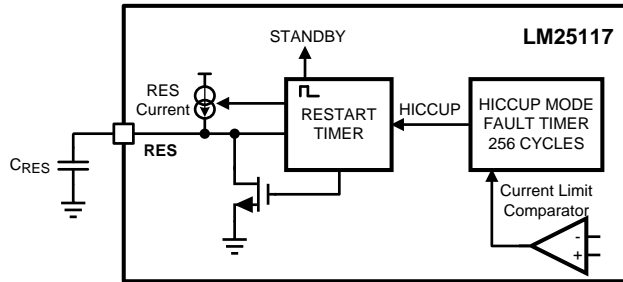 STANDBY
LM25117
RES
Current
RESTART
TIMER
HICCUP
HICCUP MODE
FAULT TIMER
256 CYCLES
RES
CRES
Current Limit
Comparator
-
+